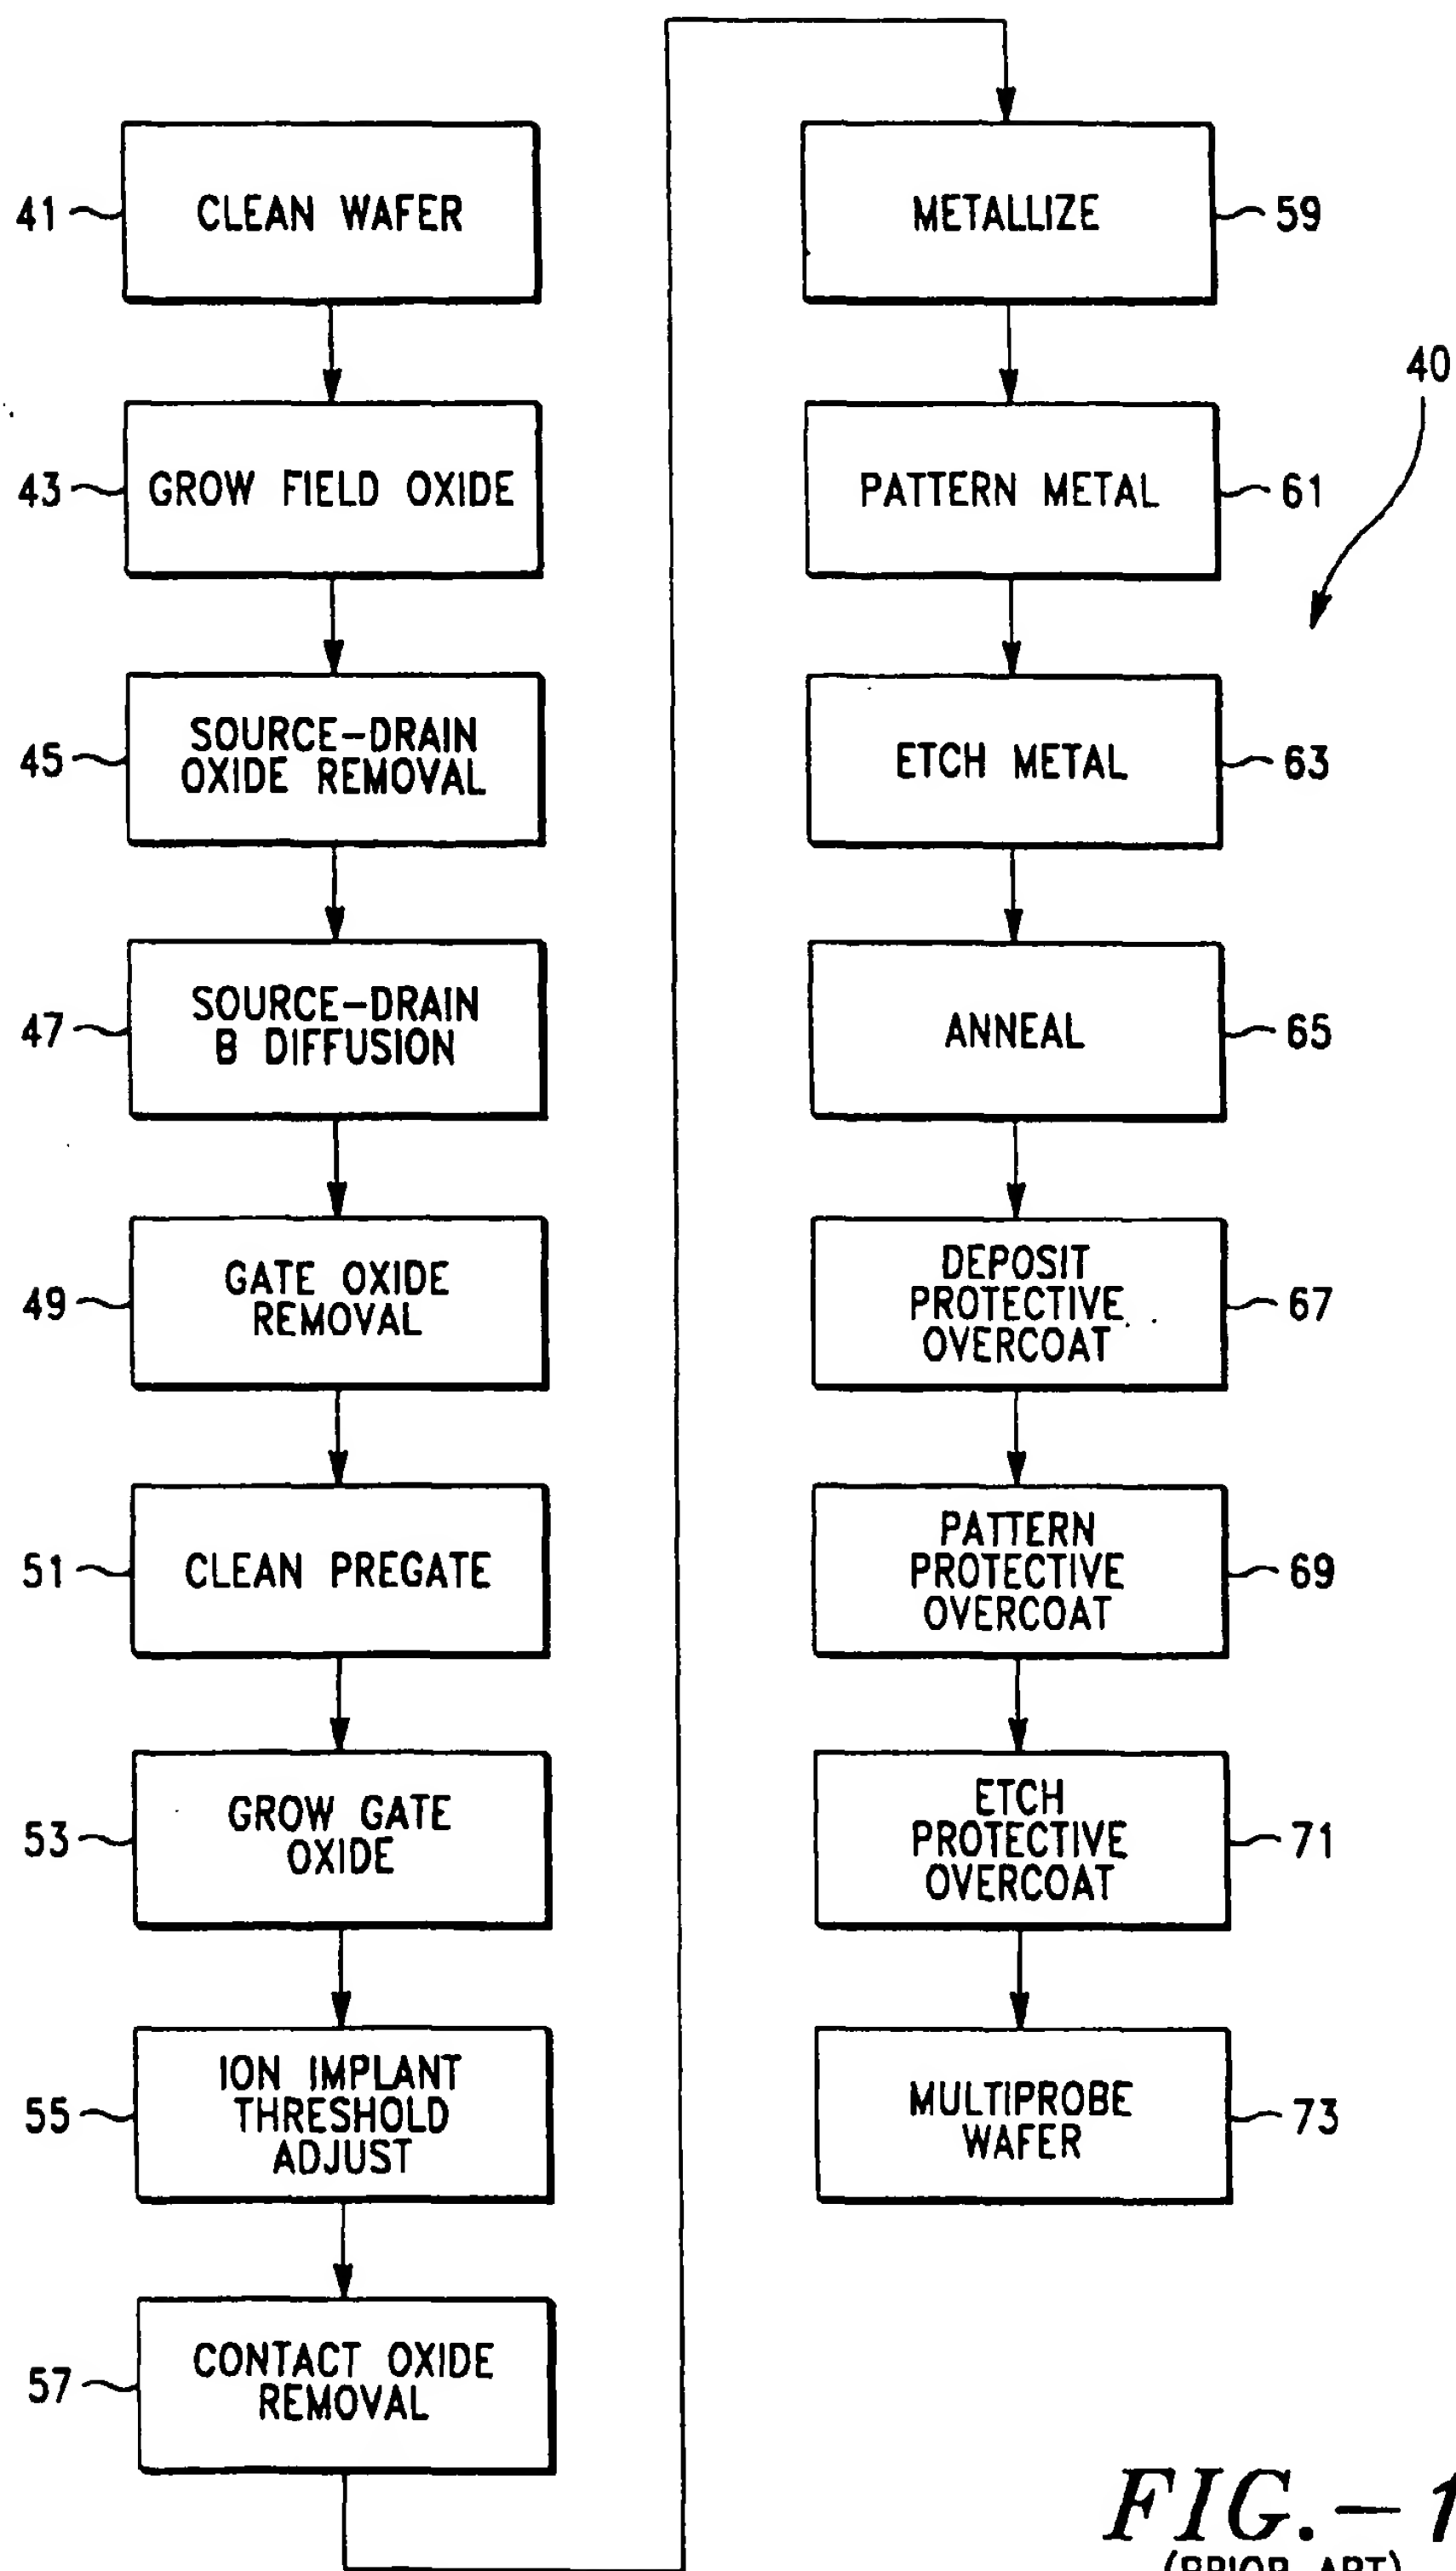 41
CLEAN WAFER
43
GROW FIELD OXIDE
45
SOURCE-DRAIN
OXIDE REMOVAL
47
SOURCE-DRAIN
B DIFFUSION
49
GATE OXIDE
REMOVAL
51
CLEAN PREGATE
53
GROW GATE
OXIDE
55
ION IMPLANT
THRESHOLD
ADJUST
57
CONTACT OXIDE
REMOVAL
METALLIZE
59
40
PATTERN METAL
61
ETCH METAL
63
ANNEAL
65
DEPOSIT
PROTECTIVE
OVERCOAT
67
PATTERN
PROTECTIVE
OVERCOAT
69
ETCH
PROTECTIVE
OVERCOAT
71
MULTIPROBE
WAFER
73
FIG.-1
(PRIOR ART)